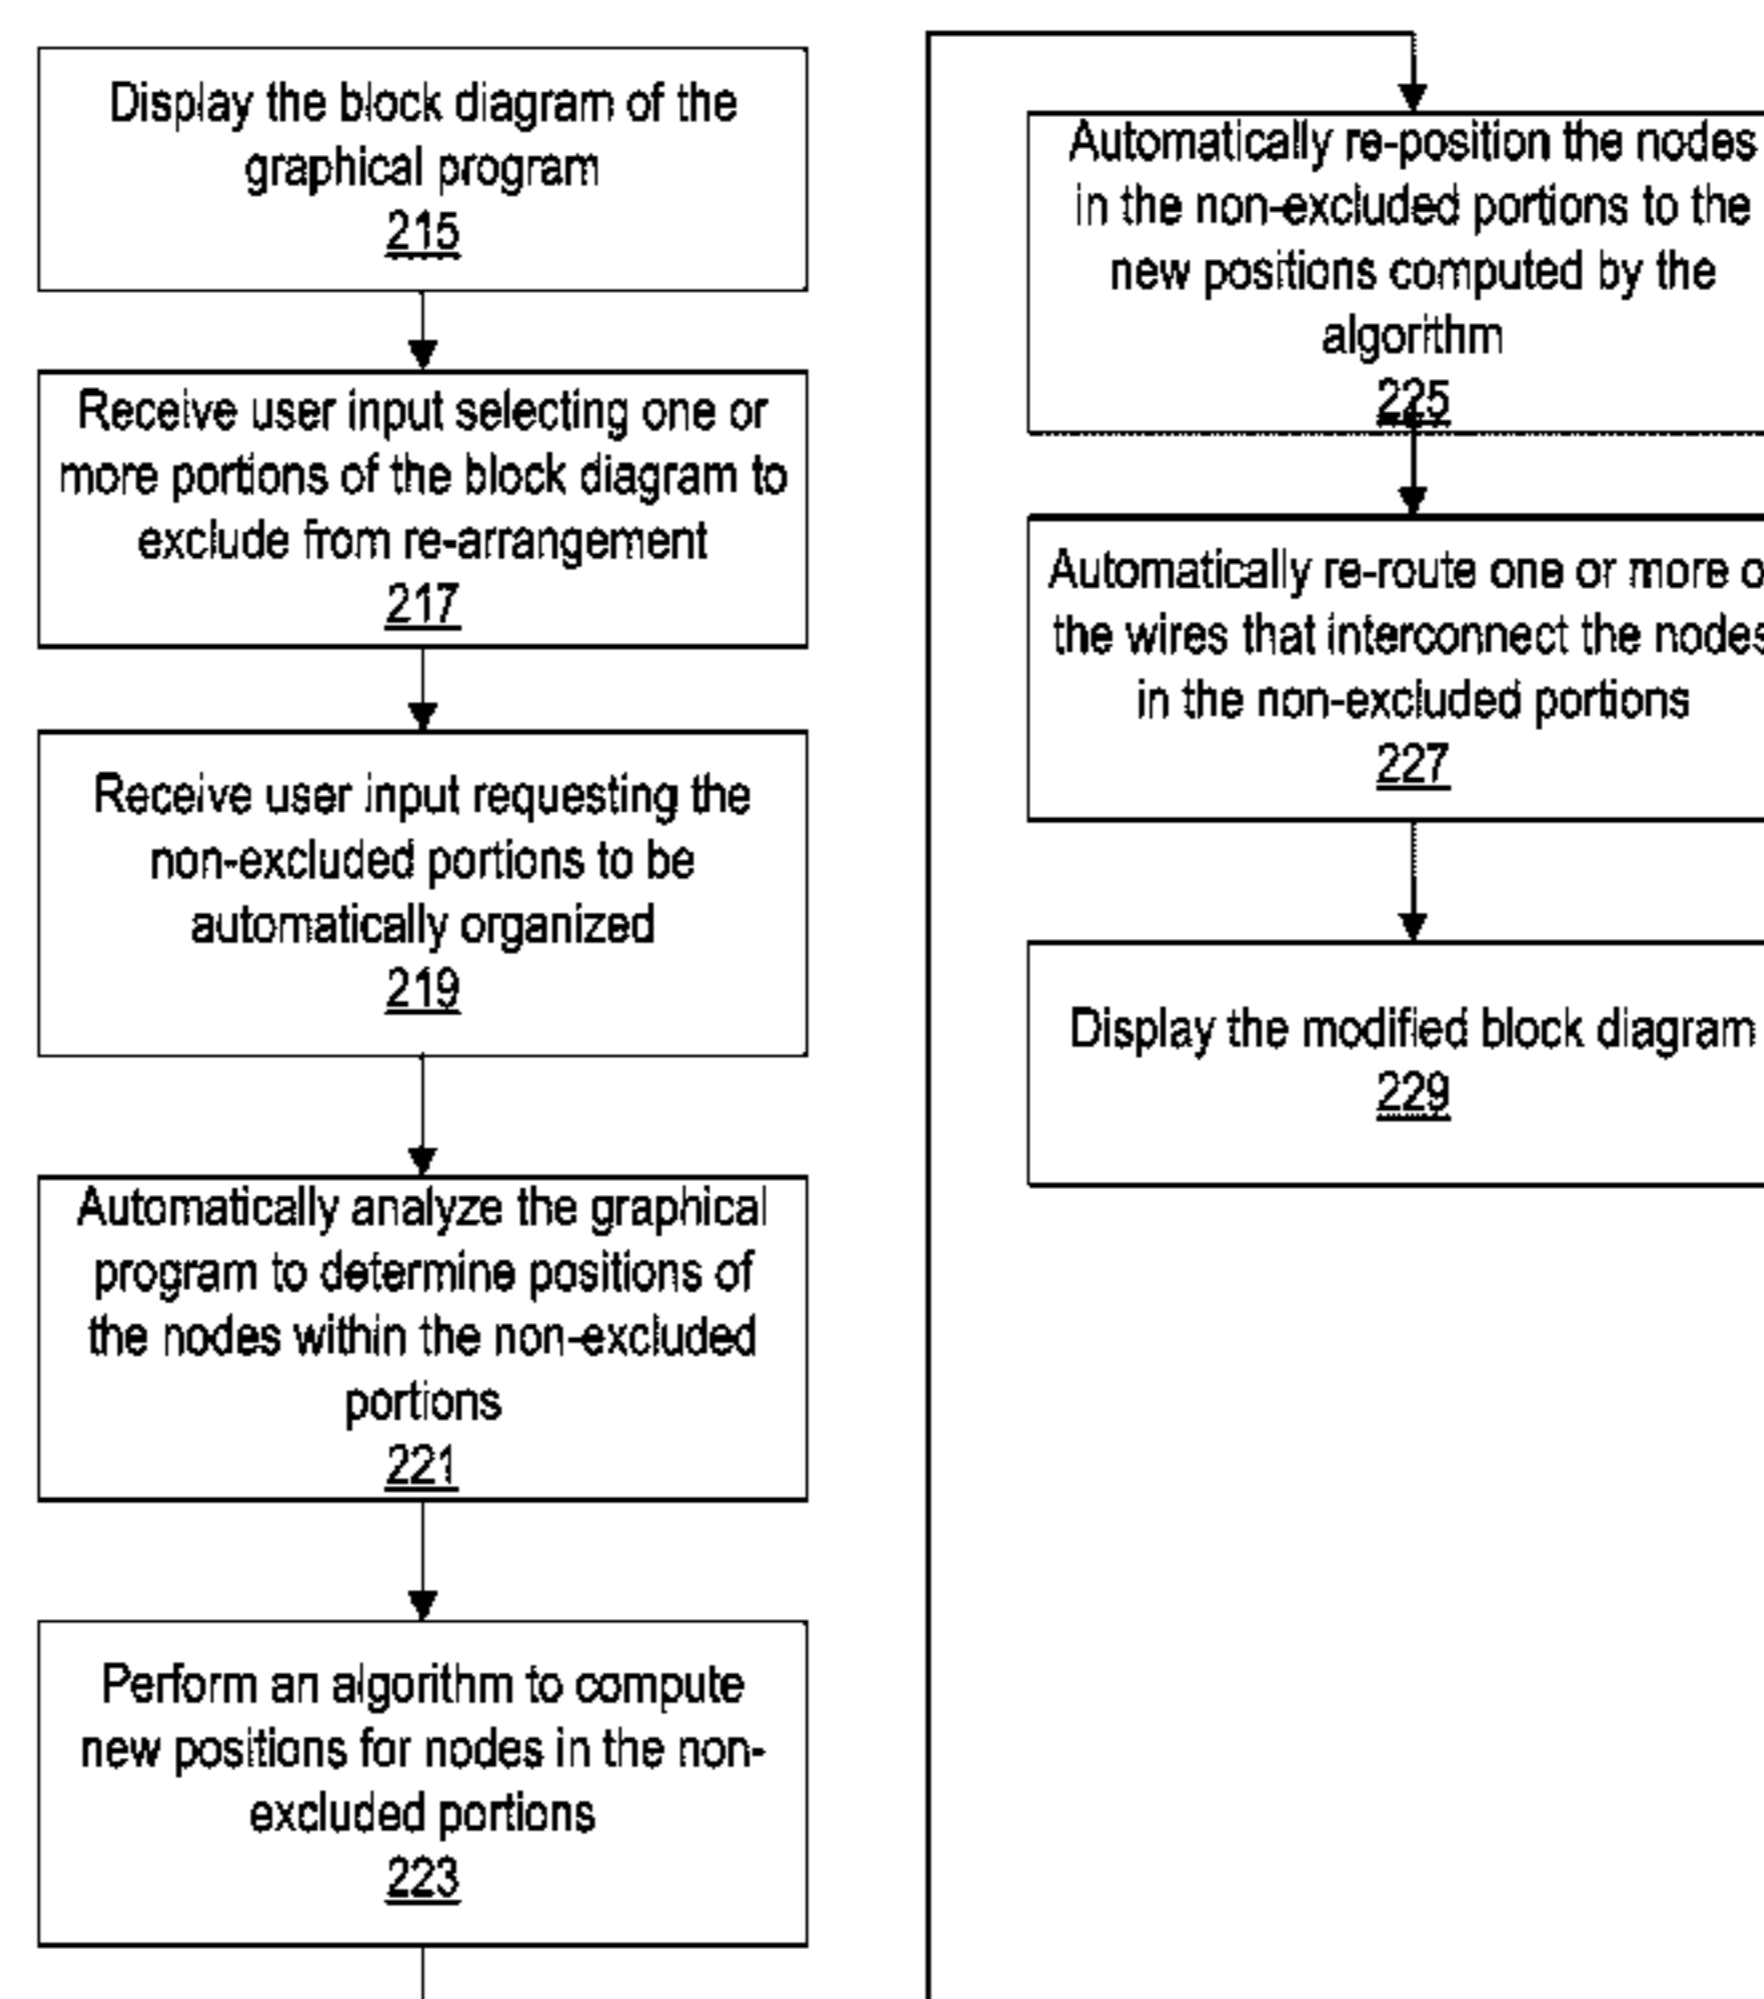 Display the block diagram of the
graphical program
215
Receive user input selecting one or
more portions of the block diagram to
exclude from re-arrangement
217
Receive user input requesting the
non-excluded portions to be
automatically organized
219
Automatically analyze the graphical
program to determine positions of
the nodes within the non-excluded
portions
221
Perform an algorithm to compute
new positions for nodes in the non-
excluded portions
223
Automatically re-position the nodes
in the non-excluded portions to the
new positions computed by the
algorithm
225
Automatically re-route one or more
the wires that interconnect the nodes
in the non-excluded portions
227
Display the modified block diagram
229